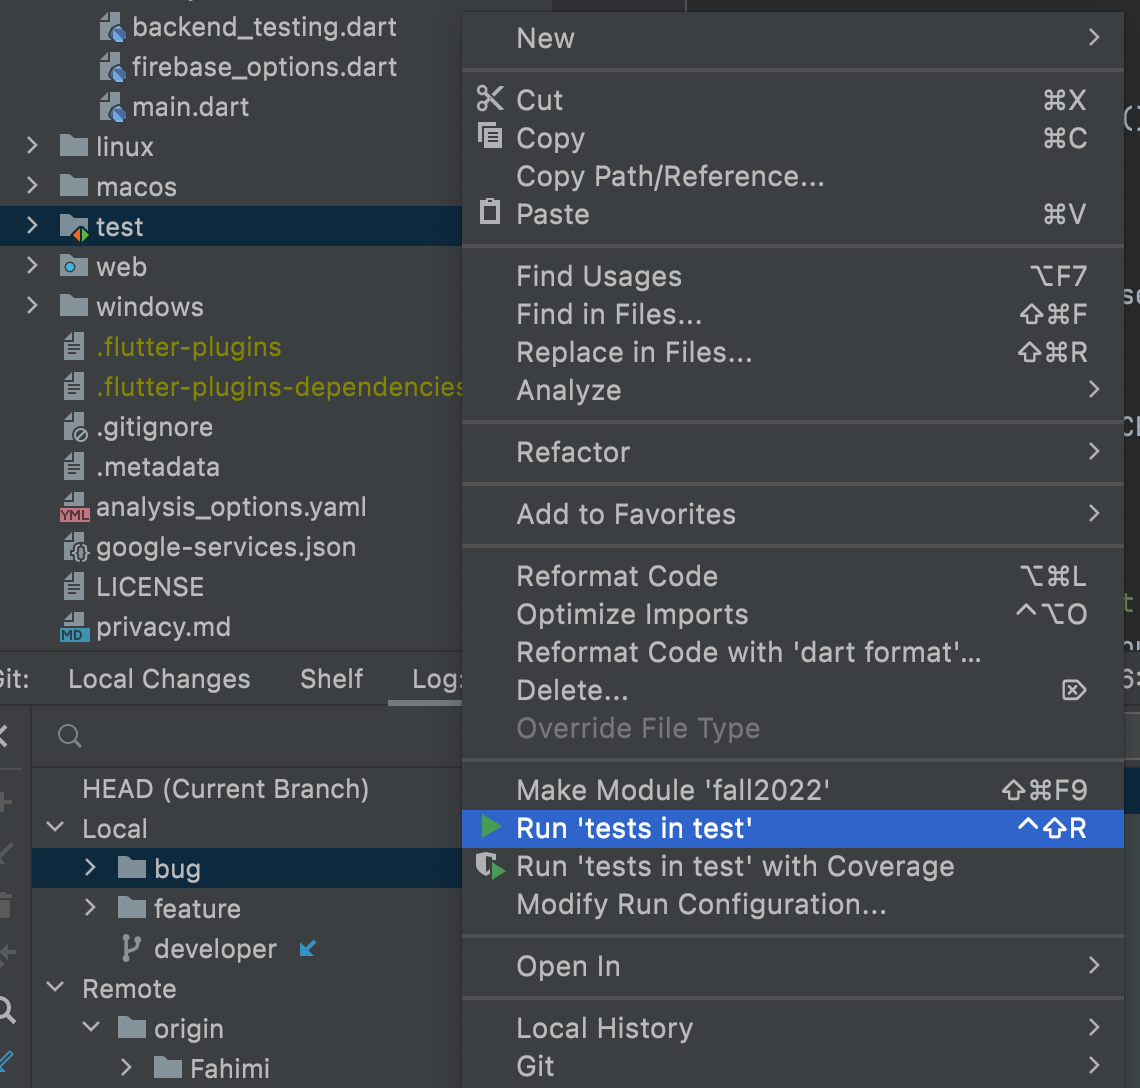 backend_testing.dart
firebase_options.dart
main.dart
linux
macos
test
web
windows
.flutter-plugins
.flutter-plugins-dependencies
.gitignore
.metadata
YML analysis_options.yaml
google-services.json
LICENSE
MD privacy.md
Git: Local Changes Shelf Log:
HEAD (Current Branch)
Local
bug
feature
developer
Remote
origin
Fahimi
New
Cut ⌘X
Copy ⌘C
Copy Path/Reference...
Paste ⌘V
Find Usages ⌥F7
Find in Files... ⇧⌘F
Replace in Files... ⇧⌘R
Analyze
Refactor
Add to Favorites
Reformat Code ⌥⌘L
Optimize Imports ^⌥O
Reformat Code with 'dart format'...
Delete... ⌦
Override File Type
Make Module 'fall2022' ⇧⌘F9
Run 'tests in test' ^⇧R
Run 'tests in test' with Coverage
Modify Run Configuration...
Open In
Local History
Git